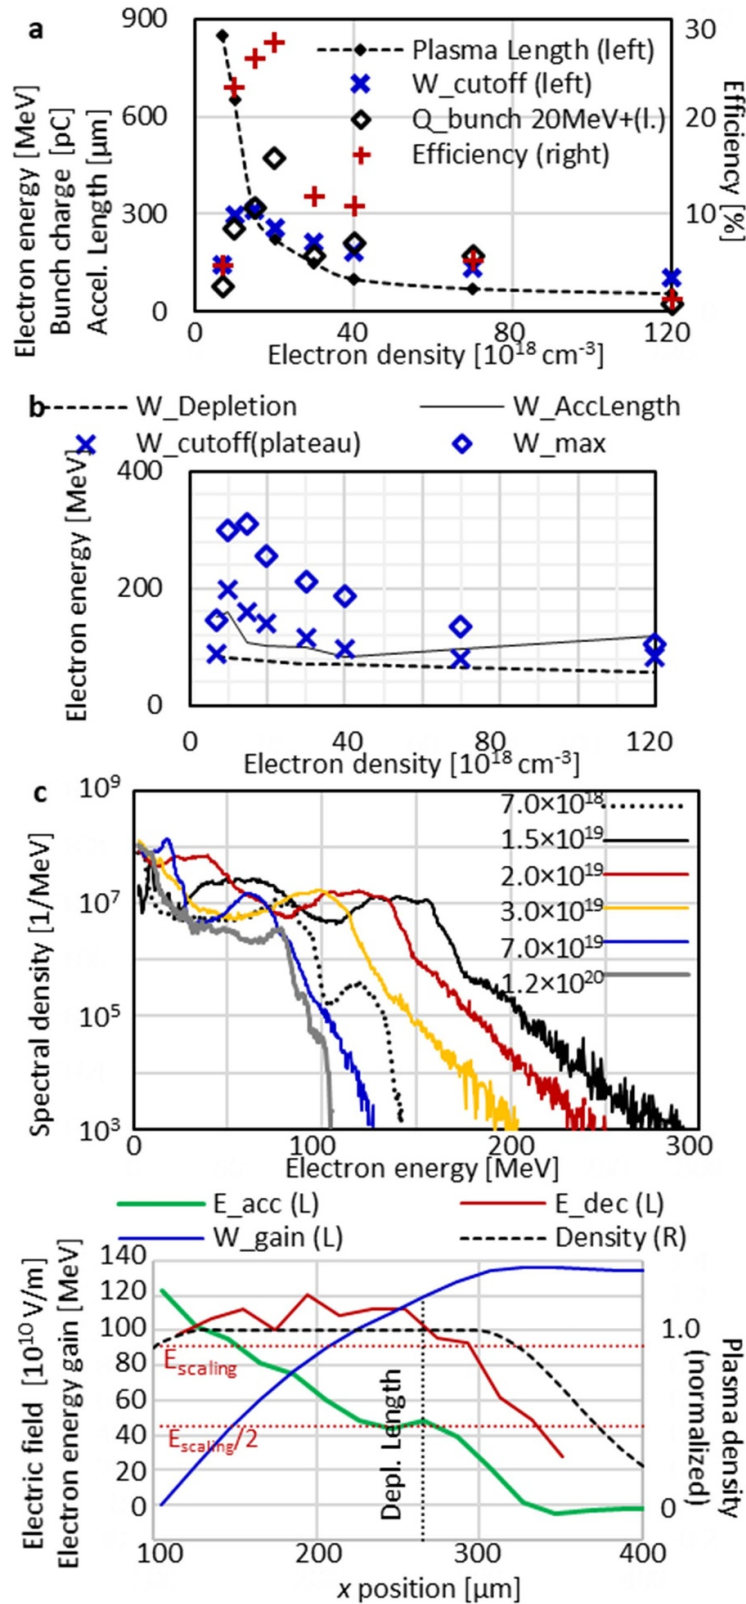 a
900
600
300
0
Electron energy [MeV]
Bunch charge [pC]
Accel. Length [μm]
Plasma Length (left)
W_cutoff (left)
Q_bunch 20MeV+(l.)
Efficiency (right)
30
20
10
Efficiency [%]
0
40
80
120
Electron density [10¹⁸ cm⁻³]
b
W_Depletion
W_AccLength
W_cutoff(plateau)
W_max
400
200
0
Electron energy [MeV]
0
40
80
120
Electron density [10¹⁸ cm⁻³]
c
10⁹
10⁷
10⁵
10³
Spectral density [1/MeV]
7.0×10¹⁸
1.5×10¹⁹
2.0×10¹⁹
3.0×10¹⁹
7.0×10¹⁹
1.2×10²⁰
0
100
200
300
Electron energy [MeV]
E_acc (L)
E_dec (L)
W_gain (L)
Density (R)
140
120
100
80
60
40
20
0
Electric field [10¹⁰ V/m]
Electron energy gain [MeV]
E_scaling
E_scaling/2
Depl. Length
1.0
0
Plasma density
(normalized)
100
200
300
400
x position [μm]